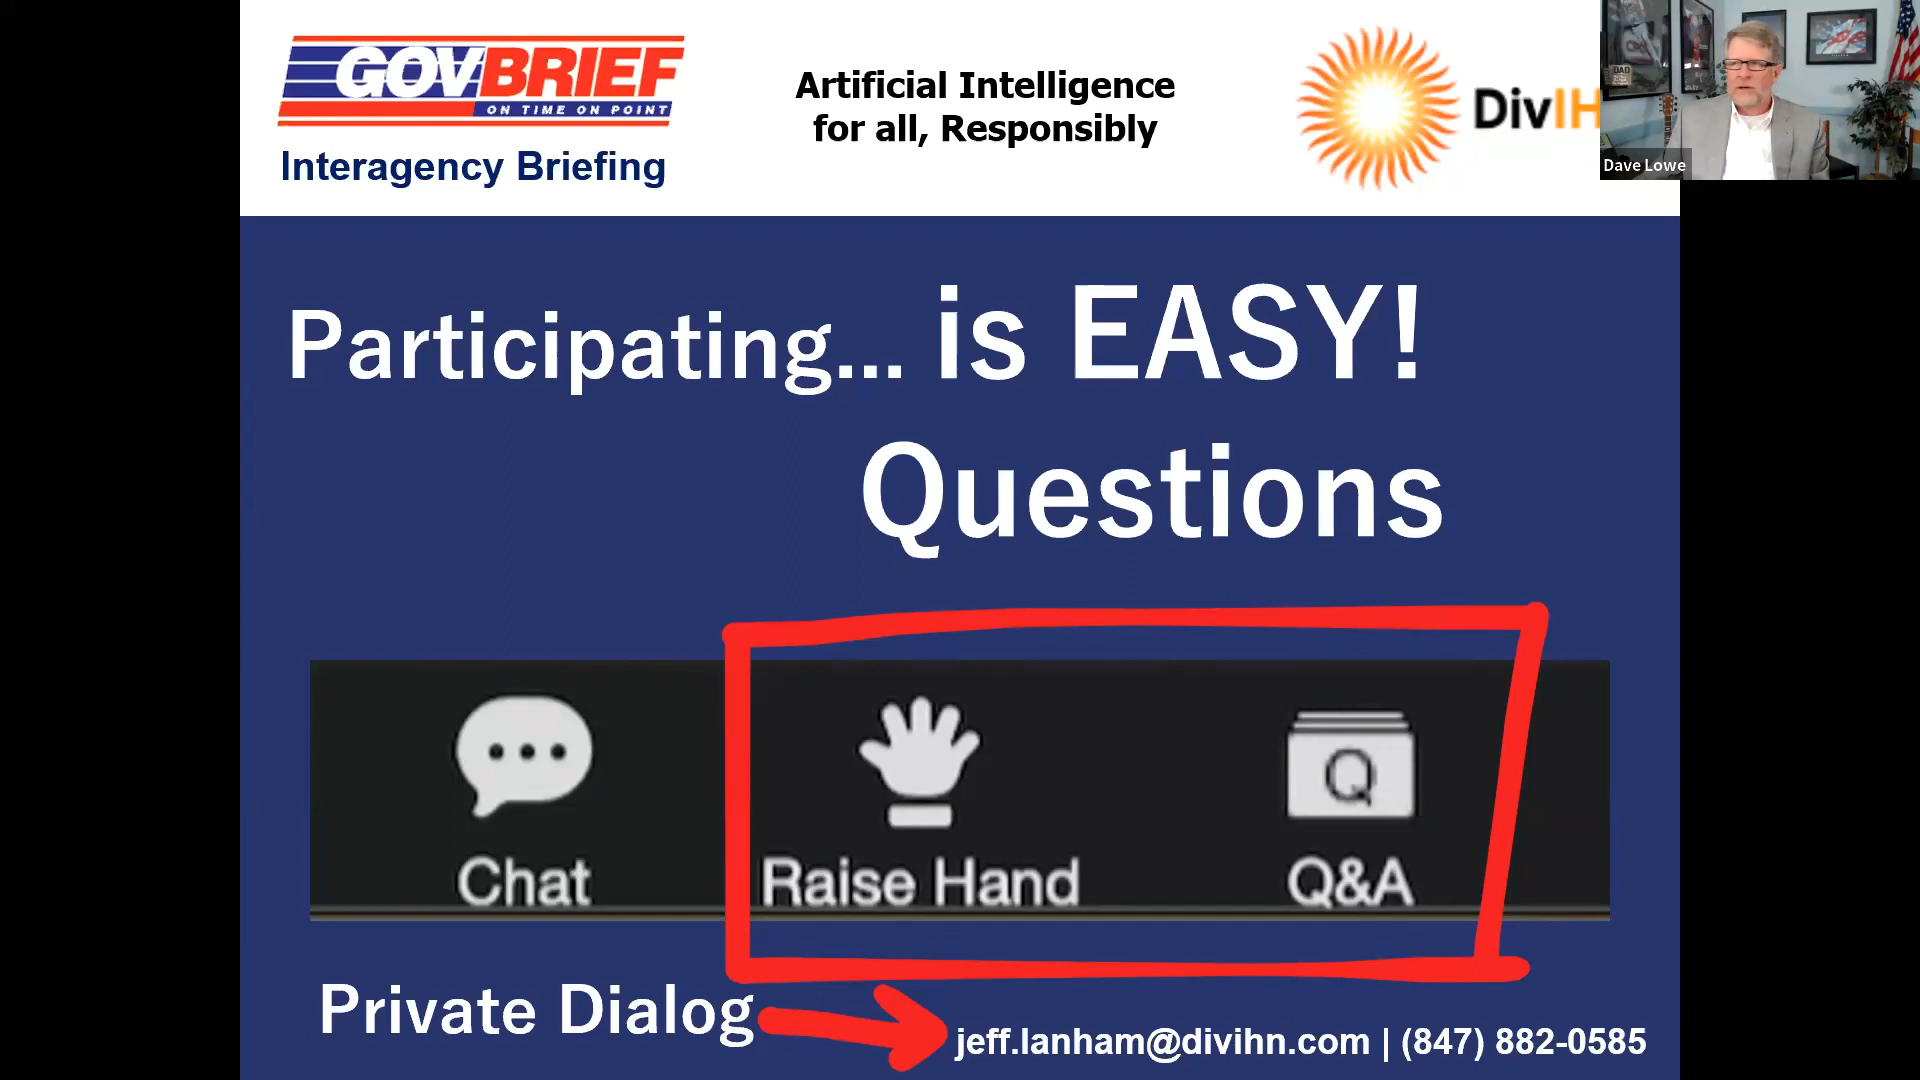 GOVBRIEF
ON TIME ON POINT
Interagency Briefing
Artificial Intelligence
for all, Responsibly
DivIH
DAD
Dave Lowe
Participating... is EASY!
Questions
Q
Chat
Raise Hand
Q&A
Private Dialog
jeff.lanham@divihn.com | (847) 882-0585